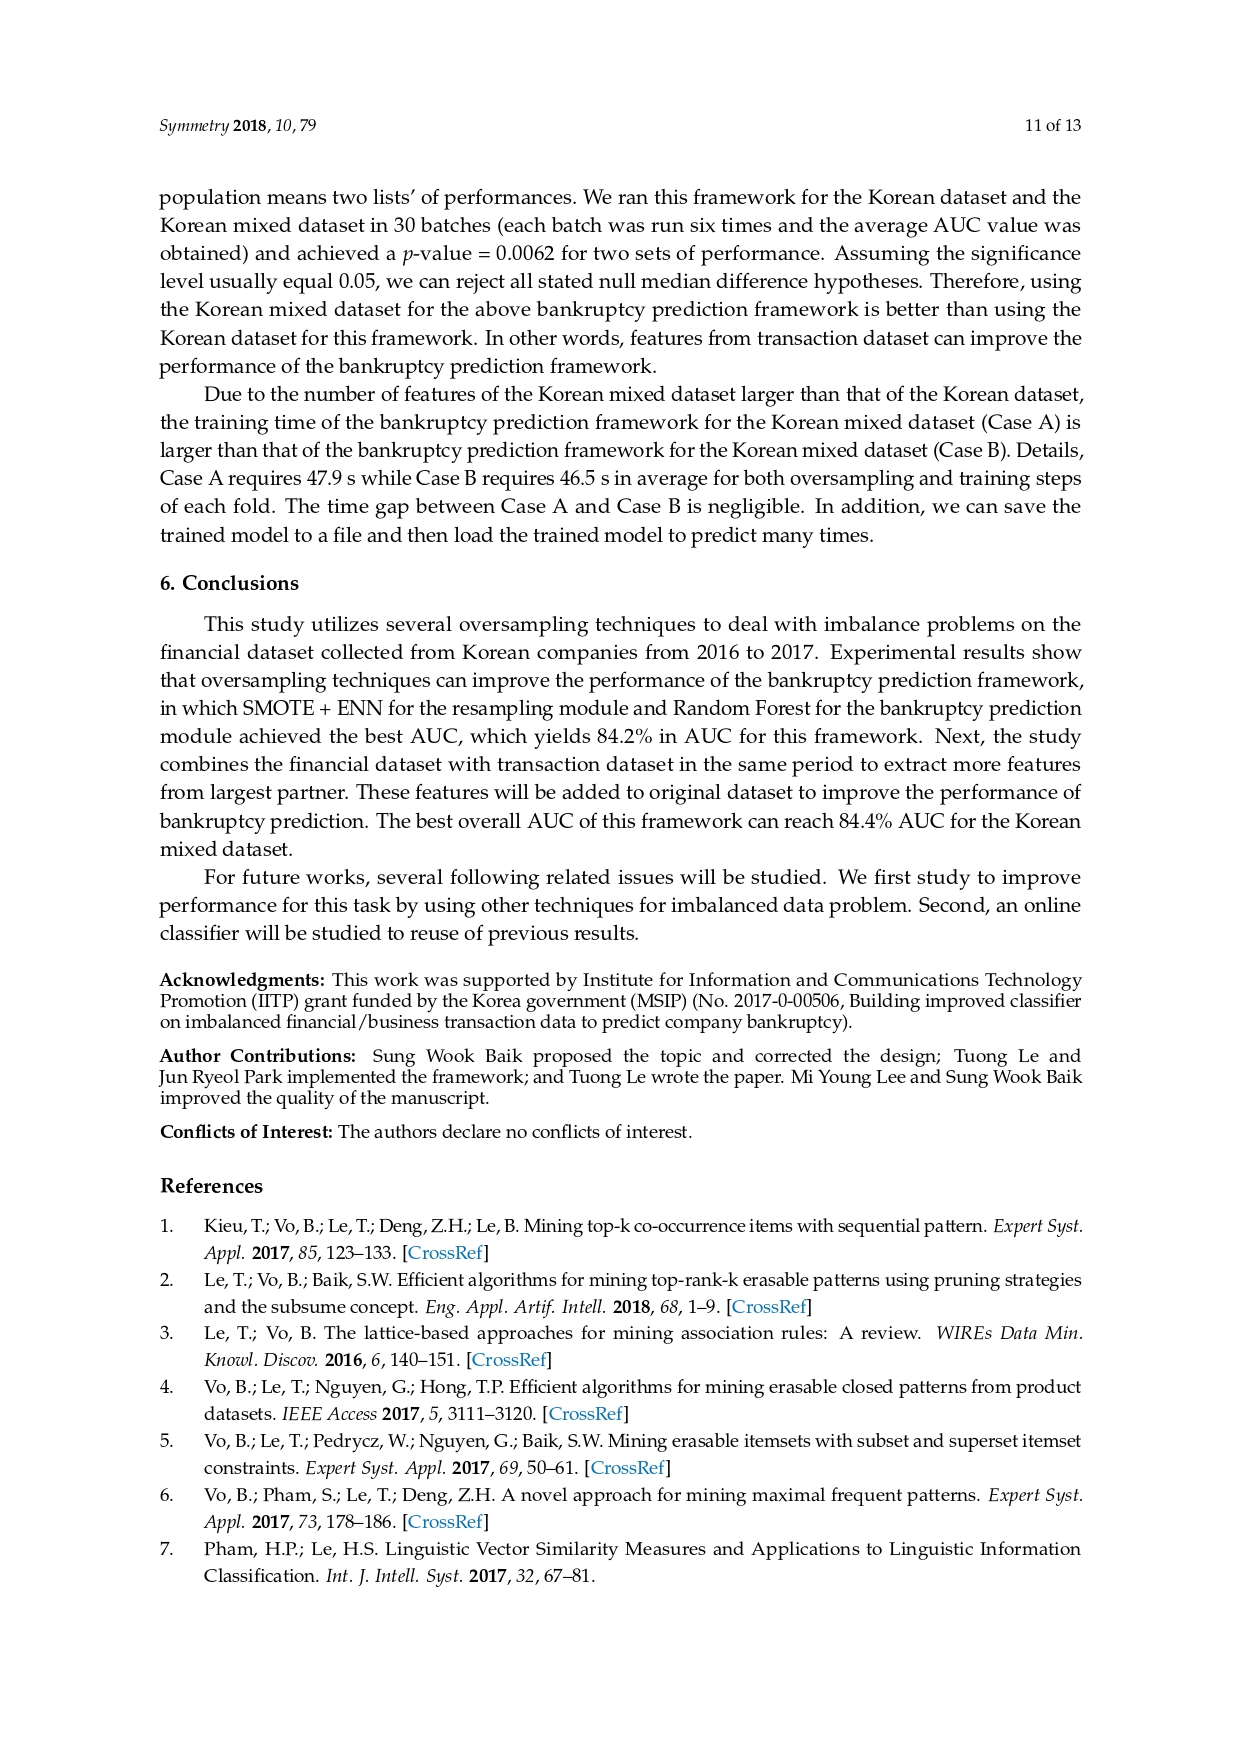 Symmetry 2018, 10, 79
11 of 13
population means two lists’ of performances. We ran this framework for the Korean dataset and the
Korean mixed dataset in 30 batches (each batch was run six times and the average AUC value was
obtained) and achieved a p-value = 0.0062 for two sets of performance. Assuming the significance
level usually equal 0.05, we can reject all stated null median difference hypotheses. Therefore, using
the Korean mixed dataset for the above bankruptcy prediction framework is better than using the
Korean dataset for this framework. In other words, features from transaction dataset can improve the
performance of the bankruptcy prediction framework.
Due to the number of features of the Korean mixed dataset larger than that of the Korean dataset,
the training time of the bankruptcy prediction framework for the Korean mixed dataset (Case A) is
larger than that of the bankruptcy prediction framework for the Korean mixed dataset (Case B). Details,
Case A requires 47.9 s while Case B requires 46.5 s in average for both oversampling and training steps
of each fold. The time gap between Case A and Case B is negligible. In addition, we can save the
trained model to a file and then load the trained model to predict many times.
6. Conclusions
This study utilizes several oversampling techniques to deal with imbalance problems on the
financial dataset collected from Korean companies from 2016 to 2017. Experimental results show
that oversampling techniques can improve the performance of the bankruptcy prediction framework,
in which SMOTE + ENN for the resampling module and Random Forest for the bankruptcy prediction
module achieved the best AUC, which yields 84.2% in AUC for this framework. Next, the study
combines the financial dataset with transaction dataset in the same period to extract more features
from largest partner. These features will be added to original dataset to improve the performance of
bankruptcy prediction. The best overall AUC of this framework can reach 84.4% AUC for the Korean
mixed dataset.
For future works, several following related issues will be studied. We first study to improve
performance for this task by using other techniques for imbalanced data problem. Second, an online
classifier will be studied to reuse of previous results.
Acknowledgments: This work was supported by Institute for Information and Communications Technology
Promotion (IITP) grant funded by the Korea government (MSIP) (No. 2017-0-00506, Building improved classifier
on imbalanced financial/business transaction data to predict company bankruptcy).
Author Contributions: Sung Wook Baik proposed the topic and corrected the design; Tuong Le and
Jun Ryeol Park implemented the framework; and Tuong Le wrote the paper. Mi Young Lee and Sung Wook Baik
improved the quality of the manuscript.
Conflicts of Interest: The authors declare no conflicts of interest.
References
1. Kieu, T.; Vo, B.; Le, T.; Deng, Z.H.; Le, B. Mining top-k co-occurrence items with sequential pattern. Expert Syst.
Appl. 2017, 85, 123–133. [CrossRef]
2. Le, T.; Vo, B.; Baik, S.W. Efficient algorithms for mining top-rank-k erasable patterns using pruning strategies
and the subsume concept. Eng. Appl. Artif. Intell. 2018, 68, 1–9. [CrossRef]
3. Le, T.; Vo, B. The lattice-based approaches for mining association rules: A review. WIREs Data Min.
Knowl. Discov. 2016, 6, 140–151. [CrossRef]
4. Vo, B.; Le, T.; Nguyen, G.; Hong, T.P. Efficient algorithms for mining erasable closed patterns from product
datasets. IEEE Access 2017, 5, 3111–3120. [CrossRef]
5. Vo, B.; Le, T.; Pedrycz, W.; Nguyen, G.; Baik, S.W. Mining erasable itemsets with subset and superset itemset
constraints. Expert Syst. Appl. 2017, 69, 50–61. [CrossRef]
6. Vo, B.; Pham, S.; Le, T.; Deng, Z.H. A novel approach for mining maximal frequent patterns. Expert Syst.
Appl. 2017, 73, 178–186. [CrossRef]
7. Pham, H.P.; Le, H.S. Linguistic Vector Similarity Measures and Applications to Linguistic Information
Classification. Int. J. Intell. Syst. 2017, 32, 67–81.